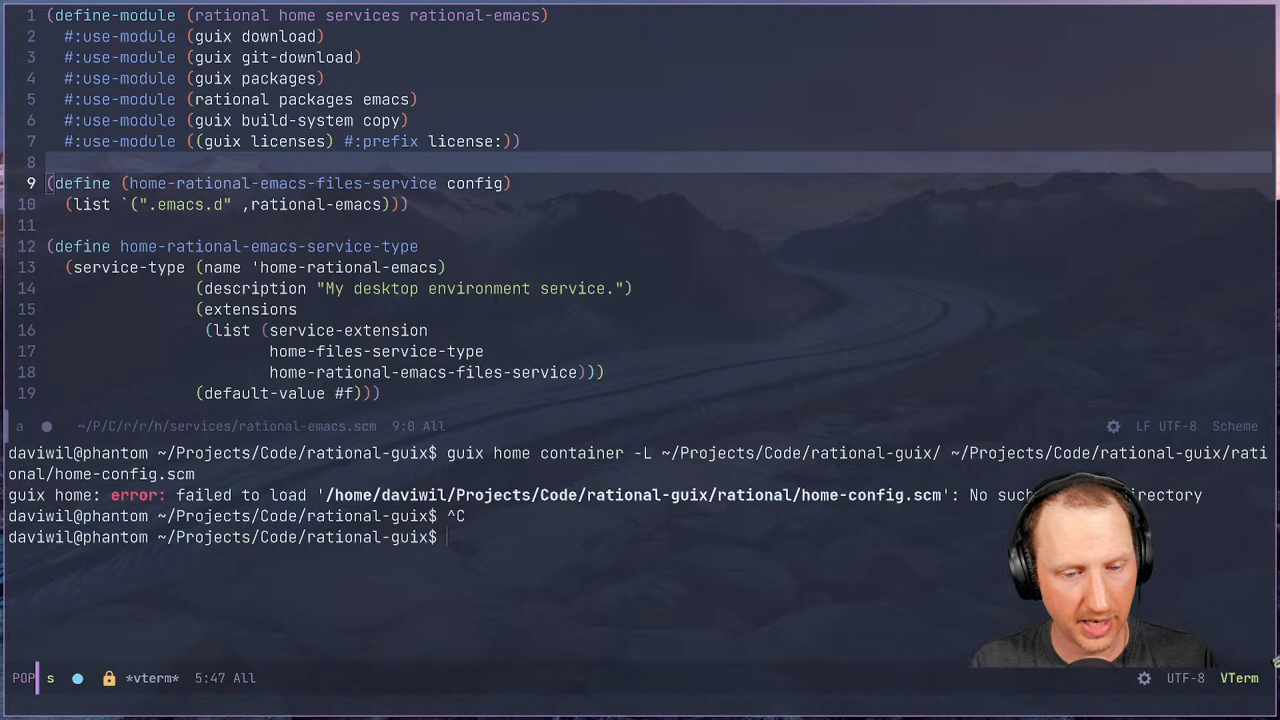 1 (define-module (rational home services rational-emacs)
2 #:use-module (guix download)
3 #:use-module (guix git-download)
4 #:use-module (guix packages)
5 #:use-module (rational packages emacs)
6 #:use-module (guix build-system copy)
7 #:use-module ((guix licenses) #:prefix license:))
8
9 (define (home-rational-emacs-files-service config)
10 (list `(".emacs.d" ,rational-emacs)))
11
12 (define home-rational-emacs-service-type
13 (service-type (name 'home-rational-emacs)
14 (description "My desktop environment service.")
15 (extensions
16 (list (service-extension
17 home-files-service-type
18 home-rational-emacs-files-service)))
19 (default-value #f)))
a ~/P/C/r/r/h/services/rational-emacs.scm 9:0 All LF UTF-8 Scheme
daviwil@phantom ~/Projects/Code/rational-guix$ guix home container -L ~/Projects/Code/rational-guix/ ~/Projects/Code/rational-guix/rati
onal/home-config.scm
guix home: error: failed to load '/home/daviwil/Projects/Code/rational-guix/rational/home-config.scm': No such directory
daviwil@phantom ~/Projects/Code/rational-guix$ ^C
daviwil@phantom ~/Projects/Code/rational-guix$
POP s *vterm* 5:47 All UTF-8 VTerm